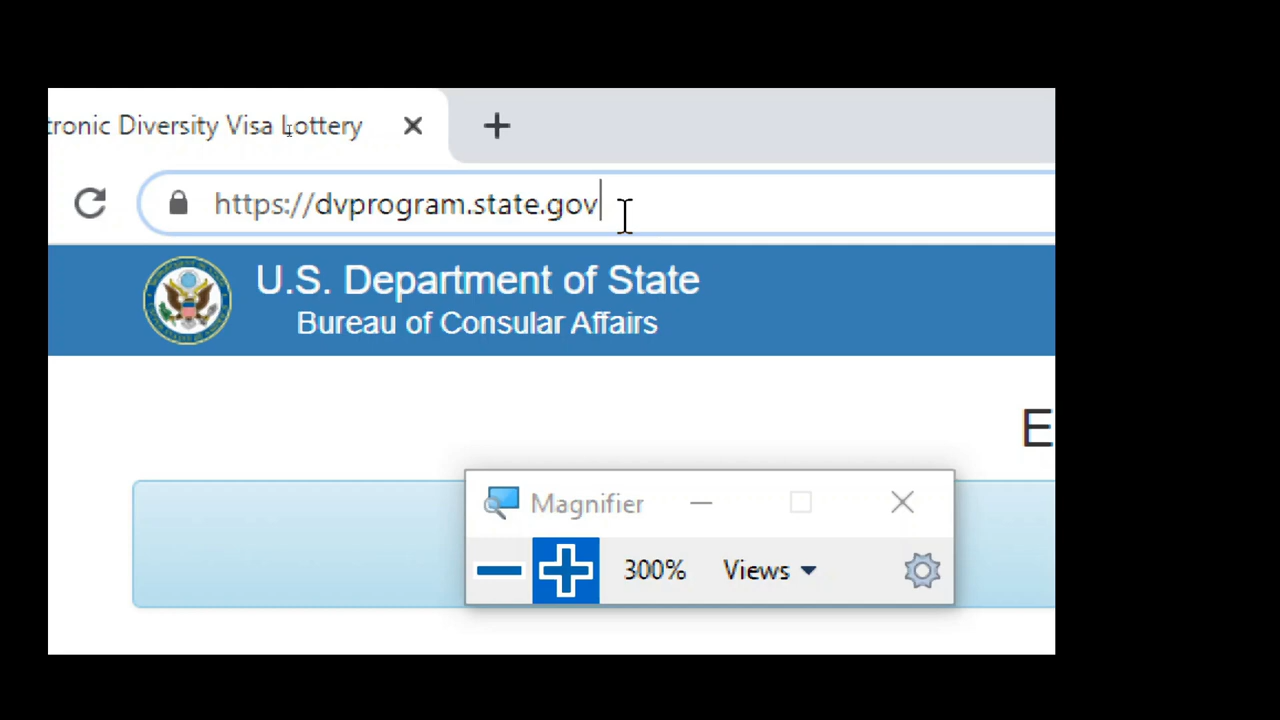 tronic Diversity Visa Lottery
https://dvprogram.state.gov
U.S. Department of State
Bureau of Consular Affairs
E
Magnifier
300% Views